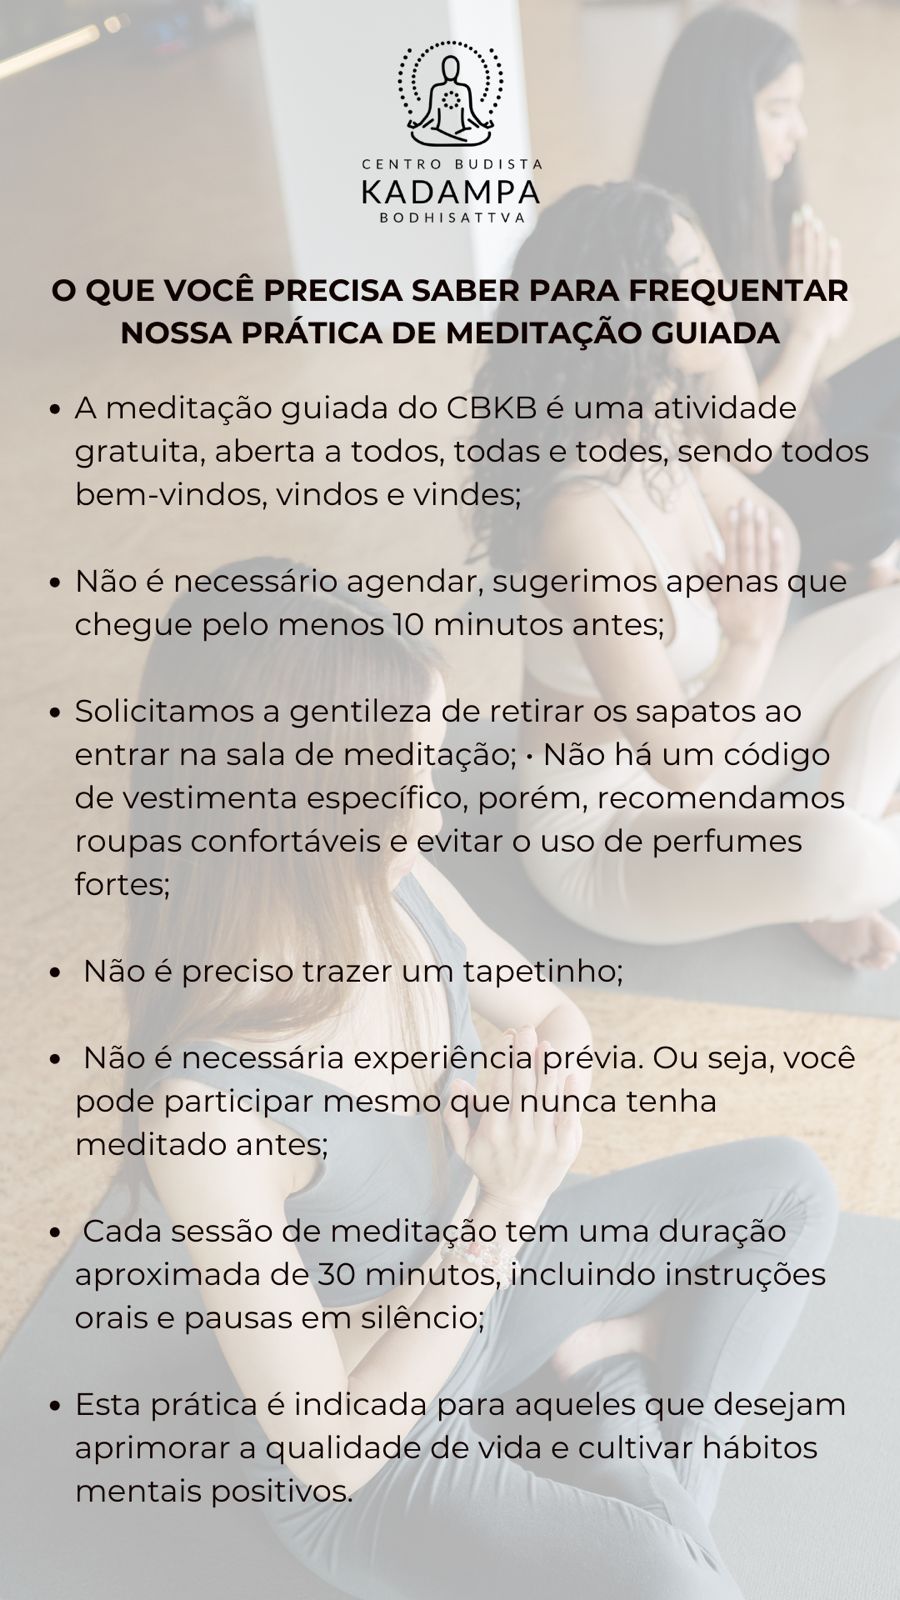 CENTRO BUDISTA
KADAMPA
BODHISATTVA
O QUE VOCÊ PRECISA SABER PARA FREQUENTAR
NOSSA PRÁTICA DE MEDITAÇÃO GUIADA
• A meditação guiada do CBKB é uma atividade
gratuita, aberta a todos, todas e todes, sendo todos
bem-vindos, vindos e vindes;
• Não é necessário agendar, sugerimos apenas que
chegue pelo menos 10 minutos antes;
• Solicitamos a gentileza de retirar os sapatos ao
entrar na sala de meditação; • Não há um código
de vestimenta específico, porém, recomendamos
roupas confortáveis e evitar o uso de perfumes
fortes;
• Não é preciso trazer um tapetinho;
• Não é necessária experiência prévia. Ou seja, você
pode participar mesmo que nunca tenha
meditado antes;
• Cada sessão de meditação tem uma duração
aproximada de 30 minutos, incluindo instruções
orais e pausas em silêncio;
• Esta prática é indicada para aqueles que desejam
aprimorar a qualidade de vida e cultivar hábitos
mentais positivos.